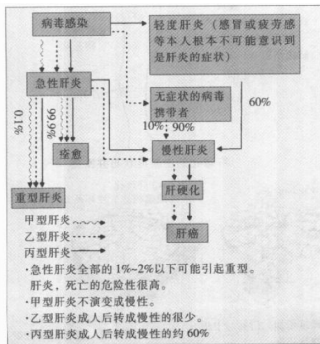 病毒感染
轻度肝炎（感冒或疲劳感
等本人根本不可能意识到
是肝炎的症状）
急性肝炎
无症状的病毒
携带者
60%
0.1%
99.9%
10%
90%
痊愈
慢性肝炎
重型肝炎
肝硬化
肝癌
甲型肝炎
乙型肝炎
丙型肝炎
·急性肝炎全部的1%~2%以下可能引起重型。
肝炎，死亡的危险性很高。
·甲型肝炎不演变成慢性。
·乙型肝炎成人后转成慢性的很少。
·丙型肝炎成人后转成慢性的约60%